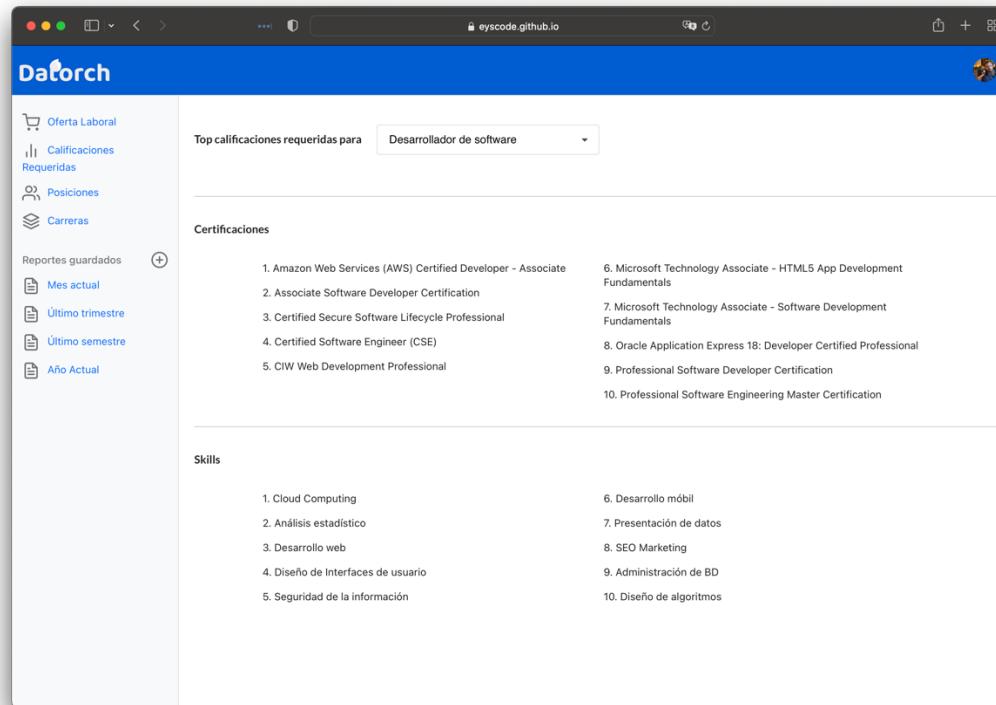 eyscode.github.io
Datorch
Oferta Laboral
Calificaciones
Requeridas
Posiciones
Carreras
Reportes guardados
Mes actual
Último trimestre
Último semestre
Año Actual
Top calificaciones requeridas para
Desarrollador de software
Certificaciones
1. Amazon Web Services (AWS) Certified Developer - Associate
2. Associate Software Developer Certification
3. Certified Secure Software Lifecycle Professional
4. Certified Software Engineer (CSE)
5. CIW Web Development Professional
6. Microsoft Technology Associate - HTML5 App Development
Fundamentals
7. Microsoft Technology Associate - Software Development
Fundamentals
8. Oracle Application Express 18: Developer Certified Professional
9. Professional Software Developer Certification
10. Professional Software Engineering Master Certification
Skills
1. Cloud Computing
2. Análisis estadístico
3. Desarrollo web
4. Diseño de Interfaces de usuario
5. Seguridad de la información
6. Desarrollo móbil
7. Presentación de datos
8. SEO Marketing
9. Administración de BD
10. Diseño de algoritmos